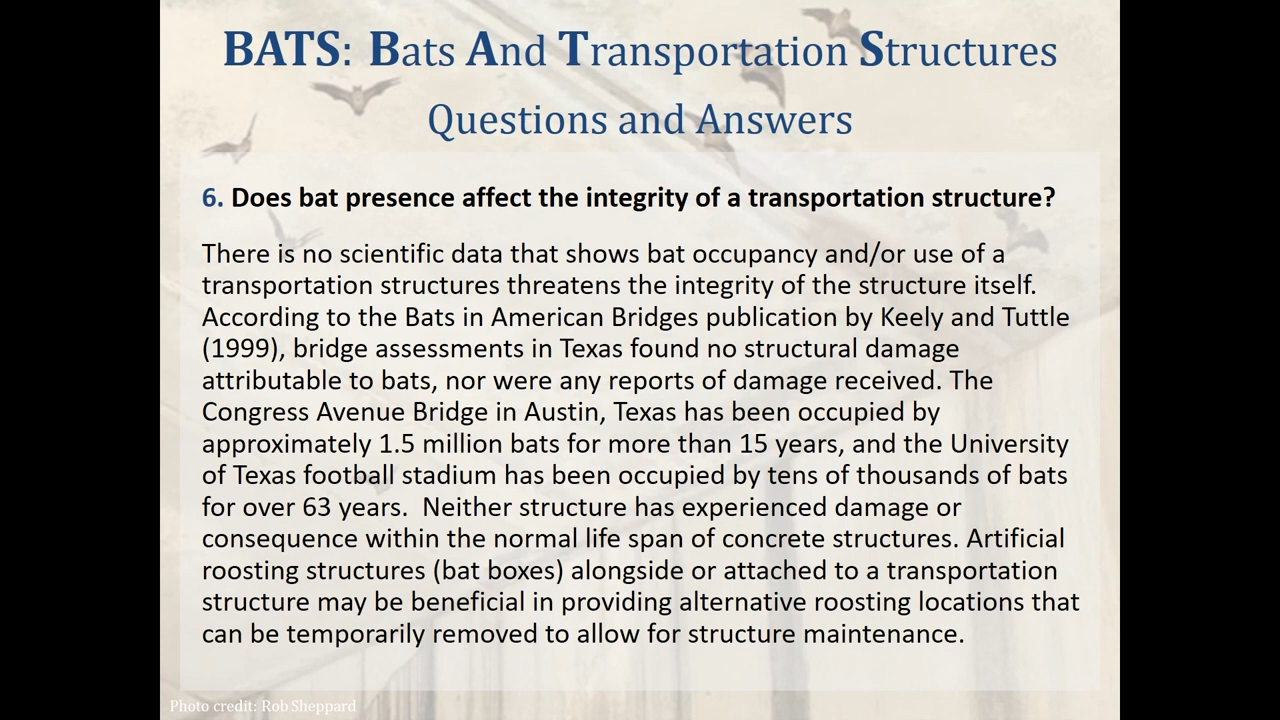 BATS: Bats And Transportation Structures
Questions and Answers
6. Does bat presence affect the integrity of a transportation structure?
There is no scientific data that shows bat occupancy and/or use of a
transportation structures threatens the integrity of the structure itself.
According to the Bats in American Bridges publication by Keely and Tuttle
(1999), bridge assessments in Texas found no structural damage
attributable to bats, nor were any reports of damage received. The
Congress Avenue Bridge in Austin, Texas has been occupied by
approximately 1.5 million bats for more than 15 years, and the University
of Texas football stadium has been occupied by tens of thousands of bats
for over 63 years.  Neither structure has experienced damage or
consequence within the normal life span of concrete structures. Artificial
roosting structures (bat boxes) alongside or attached to a transportation
structure may be beneficial in providing alternative roosting locations that
can be temporarily removed to allow for structure maintenance.
Photo credit: Rob Sheppard